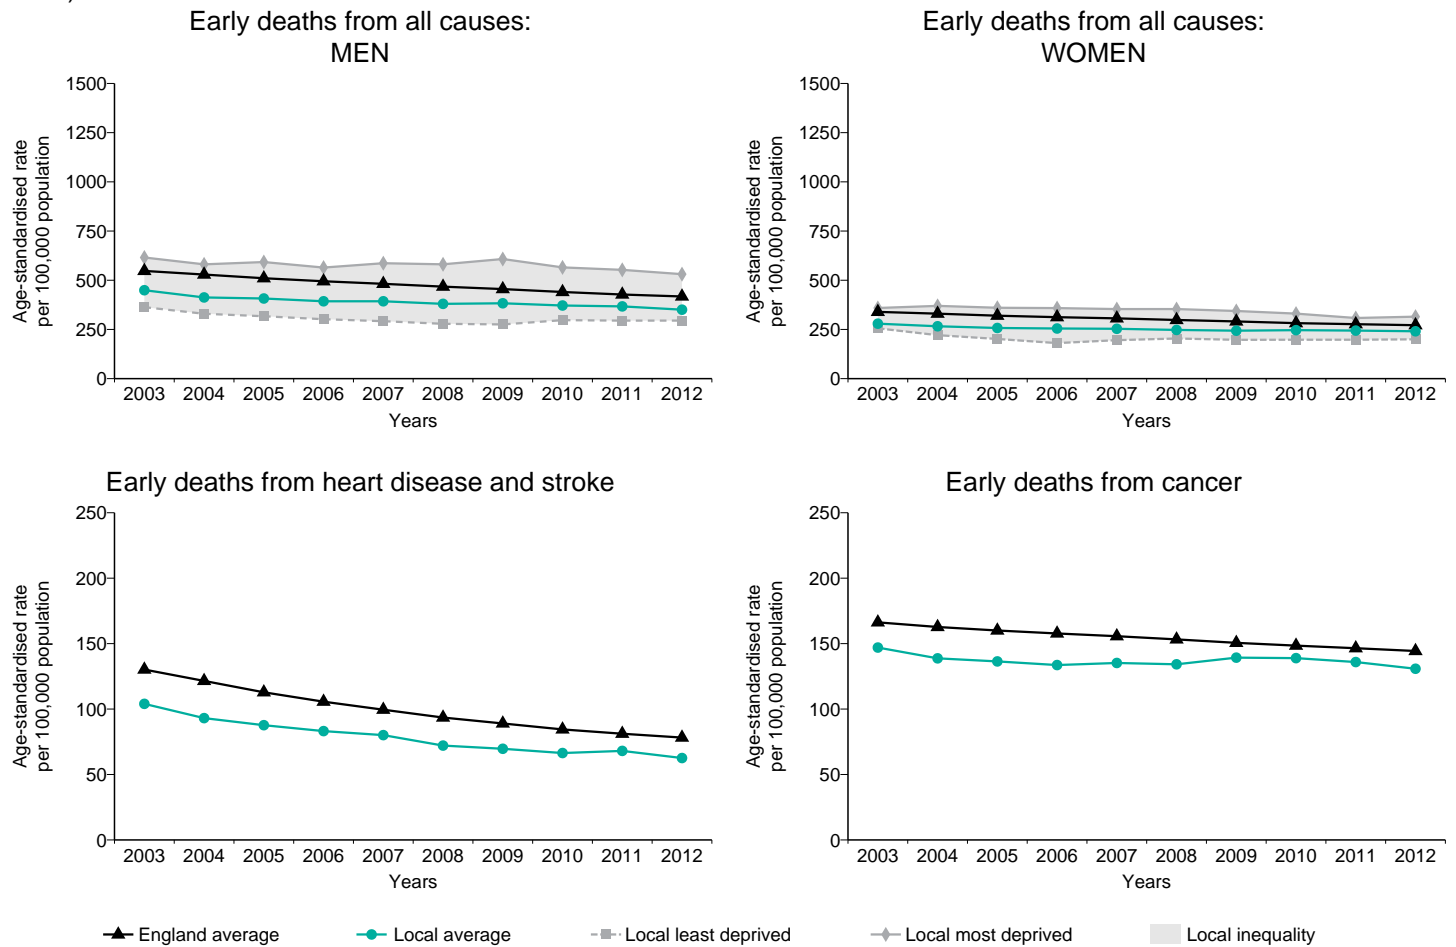 Early deaths from all causes:
MEN
1500
1250
1000
750
500
250
0
Age-standardised rate
per 100,000 population
2003 2004 2005 2006 2007 2008 2009 2010 2011 2012
Years
Early deaths from all causes:
WOMEN
1500
1250
1000
750
500
250
0
Age-standardised rate
per 100,000 population
2003 2004 2005 2006 2007 2008 2009 2010 2011 2012
Years
Early deaths from heart disease and stroke
250
200
150
100
50
0
Age-standardised rate
per 100,000 population
2003 2004 2005 2006 2007 2008 2009 2010 2011 2012
Years
Early deaths from cancer
250
200
150
100
50
0
Age-standardised rate
per 100,000 population
2003 2004 2005 2006 2007 2008 2009 2010 2011 2012
Years
England average Local average Local least deprived Local most deprived Local inequality